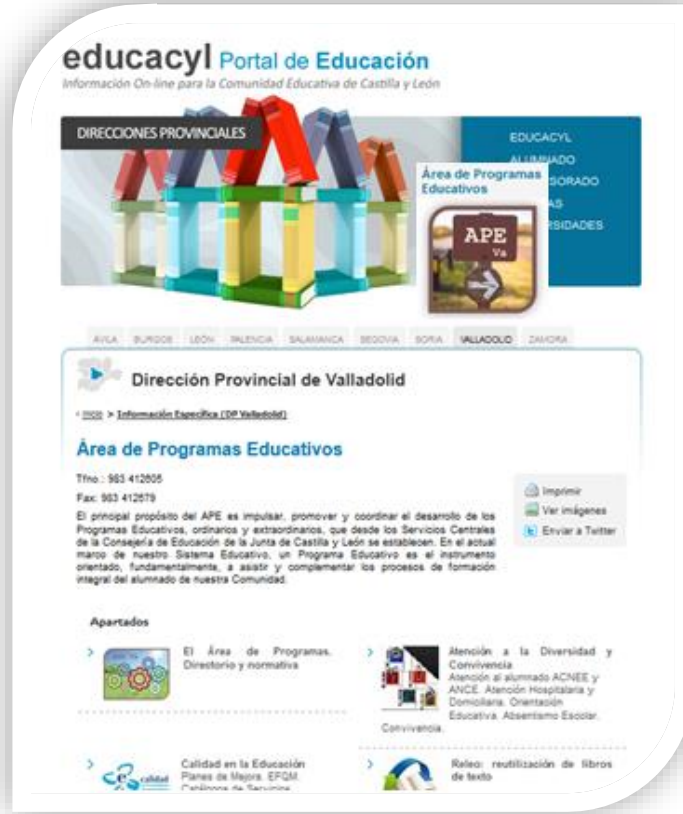 educacyl Portal de Educación
Información On-line para la Comunidad Educativa de Castilla y León
DIRECCIONES PROVINCIALES
EDUCACYL
ALUMNADO
SORADO
AS
RSIDADES
Área de Programas
Educativos
APE
Va
ÁVILA BURGOS LEÓN PALENCIA SALAMANCA SEGOVIA SORIA VALLADOLID ZAMORA
Dirección Provincial de Valladolid
Inicio > Información Específica (DP Valladolid)
Área de Programas Educativos
Tfno.: 983 412605
Fax: 983 412679
El principal propósito del APE es impulsar, promover y coordinar el desarrollo de los
Programas Educativos, ordinarios y extraordinarios, que desde los Servicios Centrales
de la Consejería de Educación de la Junta de Castilla y León se establecen. En el actual
marco de nuestro Sistema Educativo, un Programa Educativo es el instrumento
orientado, fundamentalmente, a asistir y complementar los procesos de formación
integral del alumnado de nuestra Comunidad.
Imprimir
Ver imágenes
Enviar a Twitter
Apartados
El Área de Programas.
Directorio y normativa
Atención a la Diversidad y
Convivencia
Atención al alumnado ACNEE y
ANCE. Atención Hospitalaria y
Domiciliaria. Orientación
Educativa. Absentismo Escolar.
Convivencia.
calidad
Calidad en la Educación
Planes de Mejora. EFQM.
Catálogos de Servicios
Releo: reutilización de libros
de texto